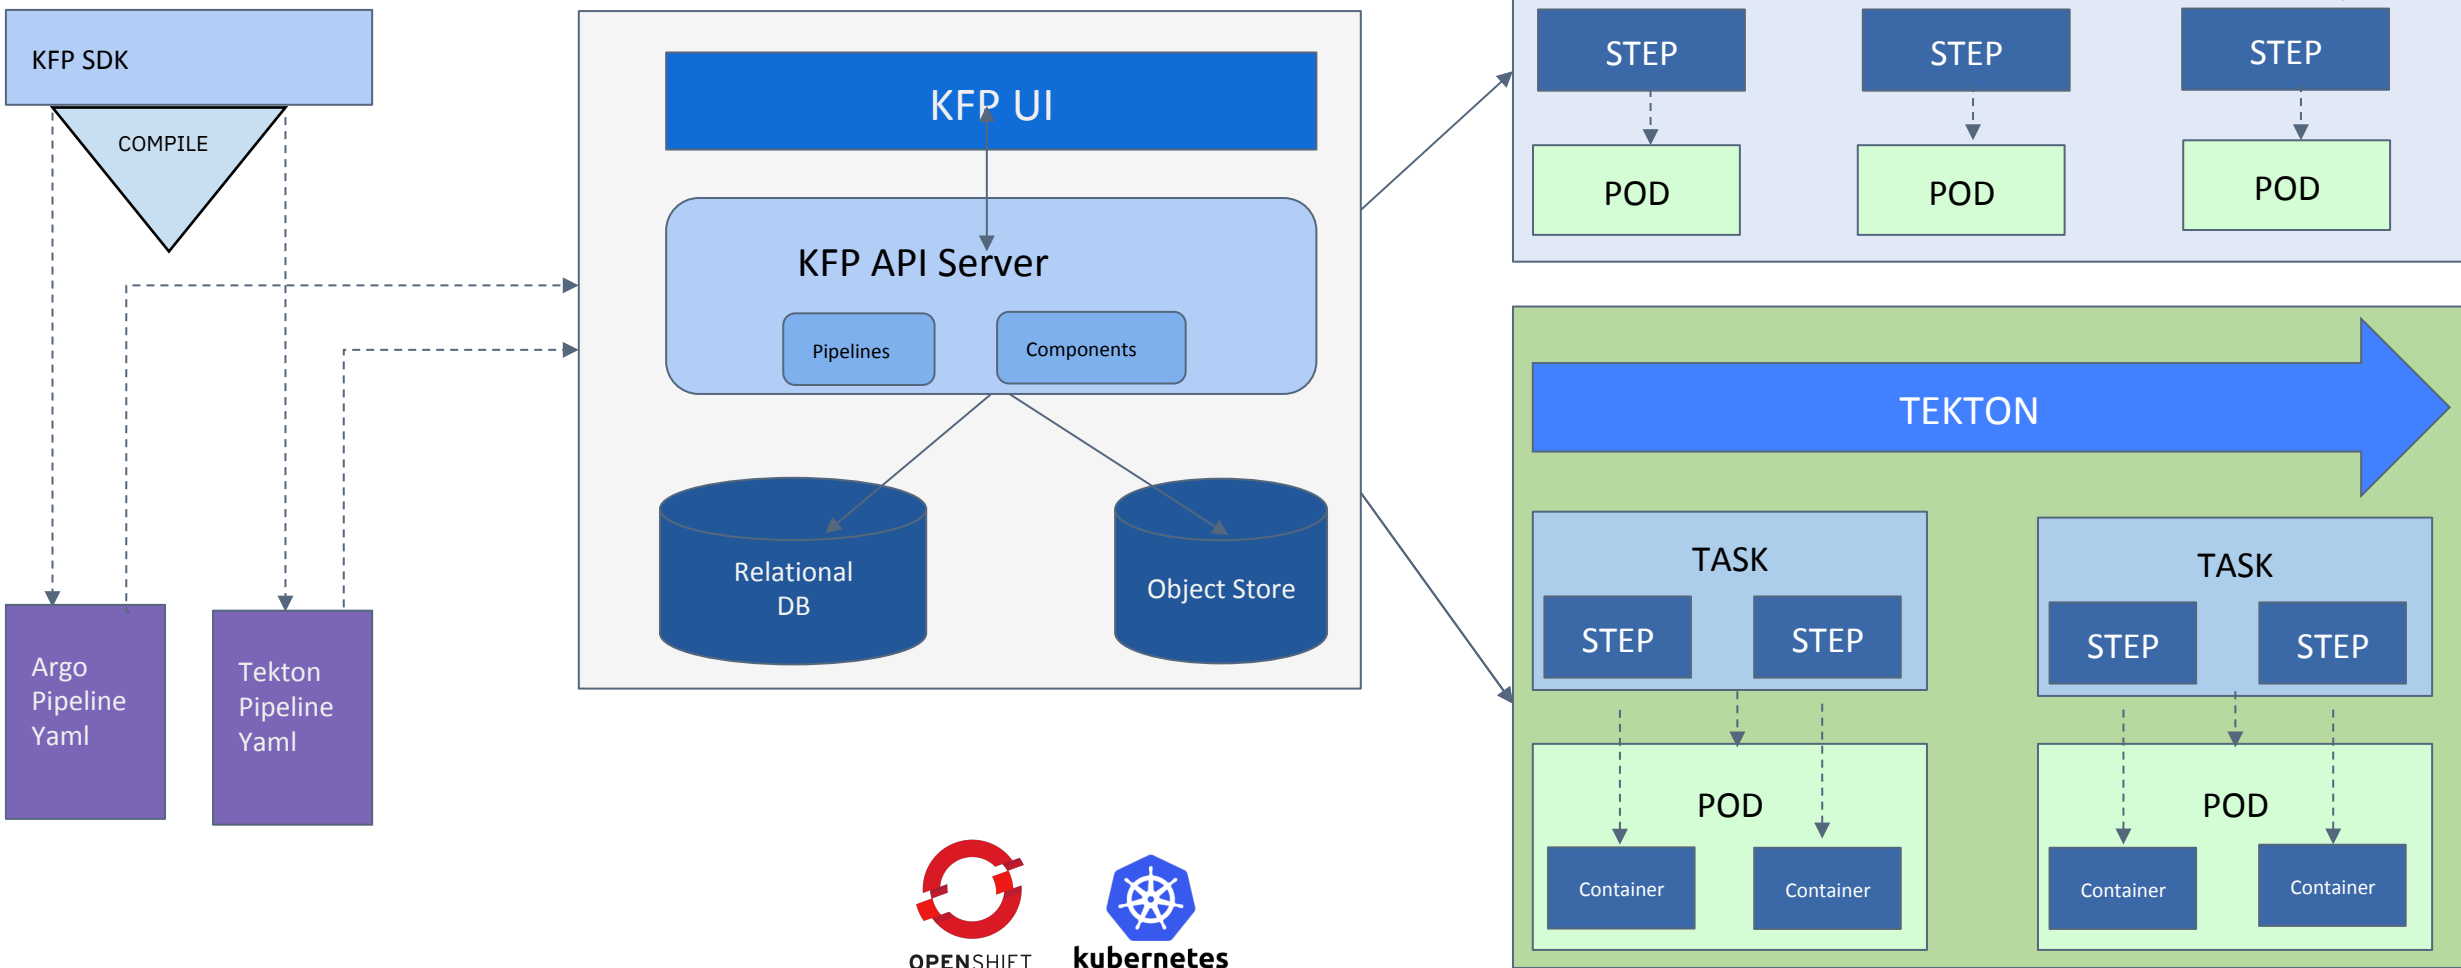 KFP SDK
COMPILE
Argo
Pipeline
Yaml
Tekton
Pipeline
Yaml
KFP UI
KFP API Server
Pipelines
Components
Relational
DB
Object Store
OPENSHIFT
kubernetes
STEP
STEP
STEP
POD
POD
POD
TEKTON
TASK
STEP
STEP
TASK
STEP
STEP
POD
Container
Container
POD
Container
Container